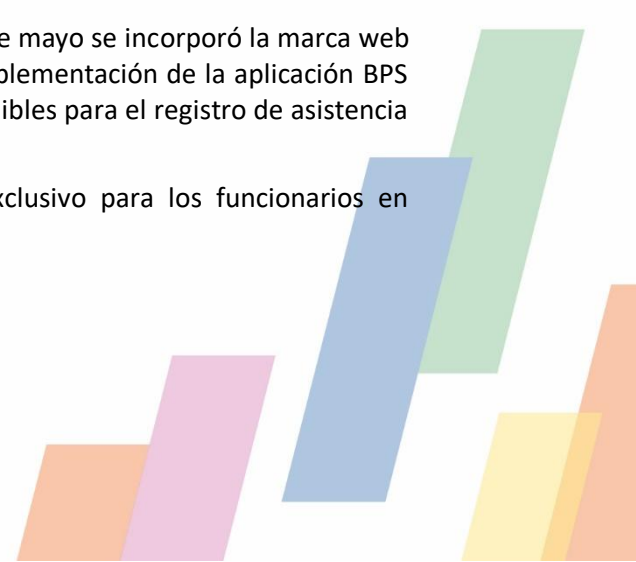 e mayo se incorporó la marca web
plementación de la aplicación BPS
ibles para el registro de asistencia
xclusivo para los funcionarios en